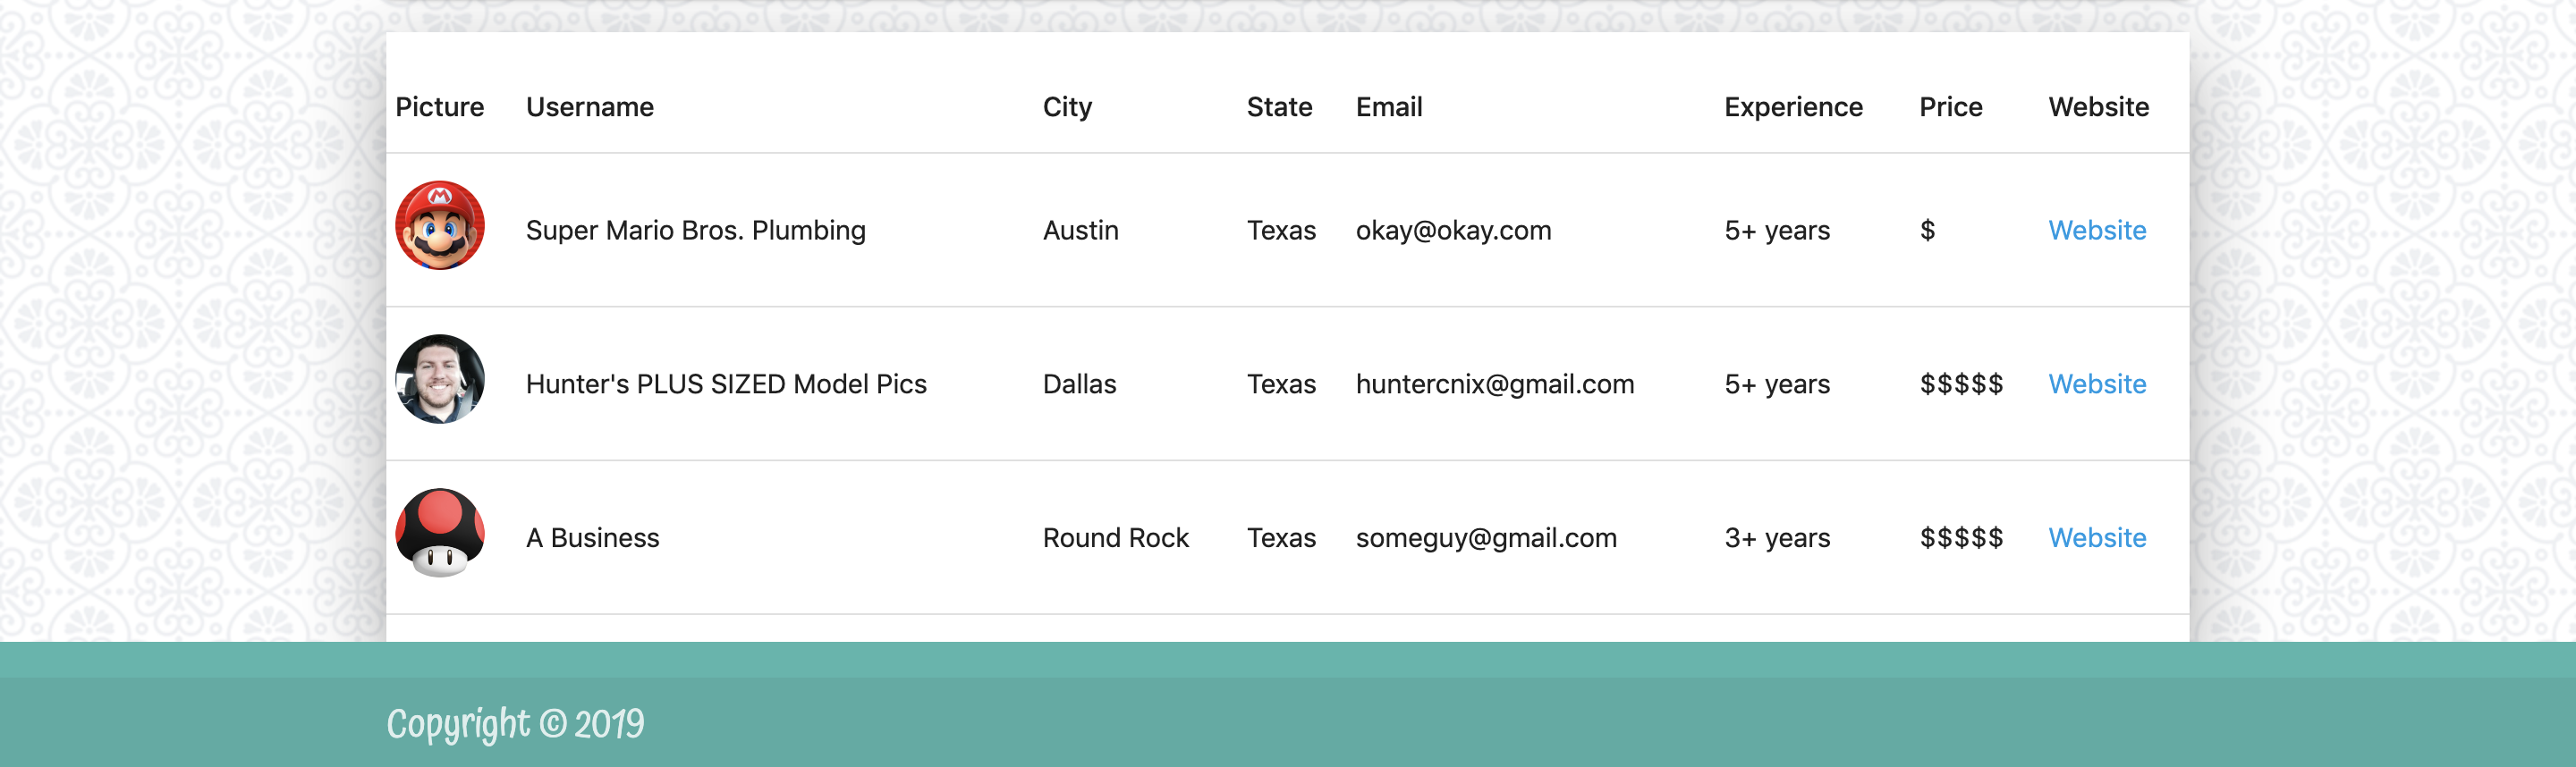 Picture Username City State Email Experience Price Website
M
Super Mario Bros. Plumbing Austin Texas okay@okay.com 5+ years $ Website
Hunter's PLUS SIZED Model Pics Dallas Texas huntercnix@gmail.com 5+ years $$$$$ Website
A Business Round Rock Texas someguy@gmail.com 3+ years $$$$$ Website
Copyright © 2019